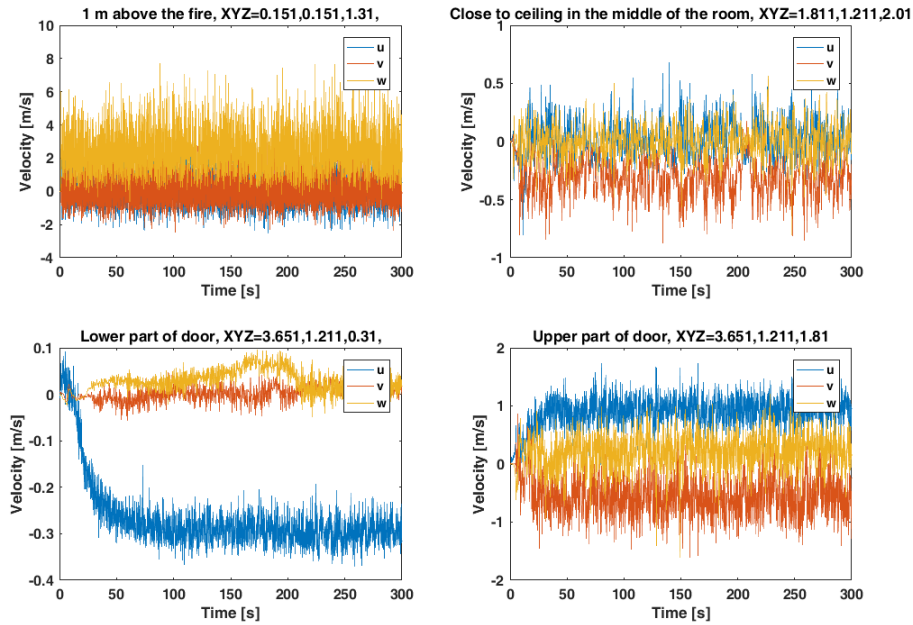 1 m above the fire, XYZ=0.151,0.151,1.31,
10
8
6
4
2
0
-2
-4
Velocity [m/s]
u
v
w
0
50
100
150
200
250
300
Time [s]
Close to ceiling in the middle of the room, XYZ=1.811,1.211,2.01
1
0.5
0
-0.5
-1
Velocity [m/s]
u
v
w
0
50
100
150
200
250
300
Time [s]
Lower part of door, XYZ=3.651,1.211,0.31,
0.1
0
-0.1
-0.2
-0.3
-0.4
Velocity [m/s]
u
v
w
0
50
100
150
200
250
300
Time [s]
Upper part of door, XYZ=3.651,1.211,1.81
2
1
0
-1
-2
Velocity [m/s]
u
v
w
0
50
100
150
200
250
300
Time [s]